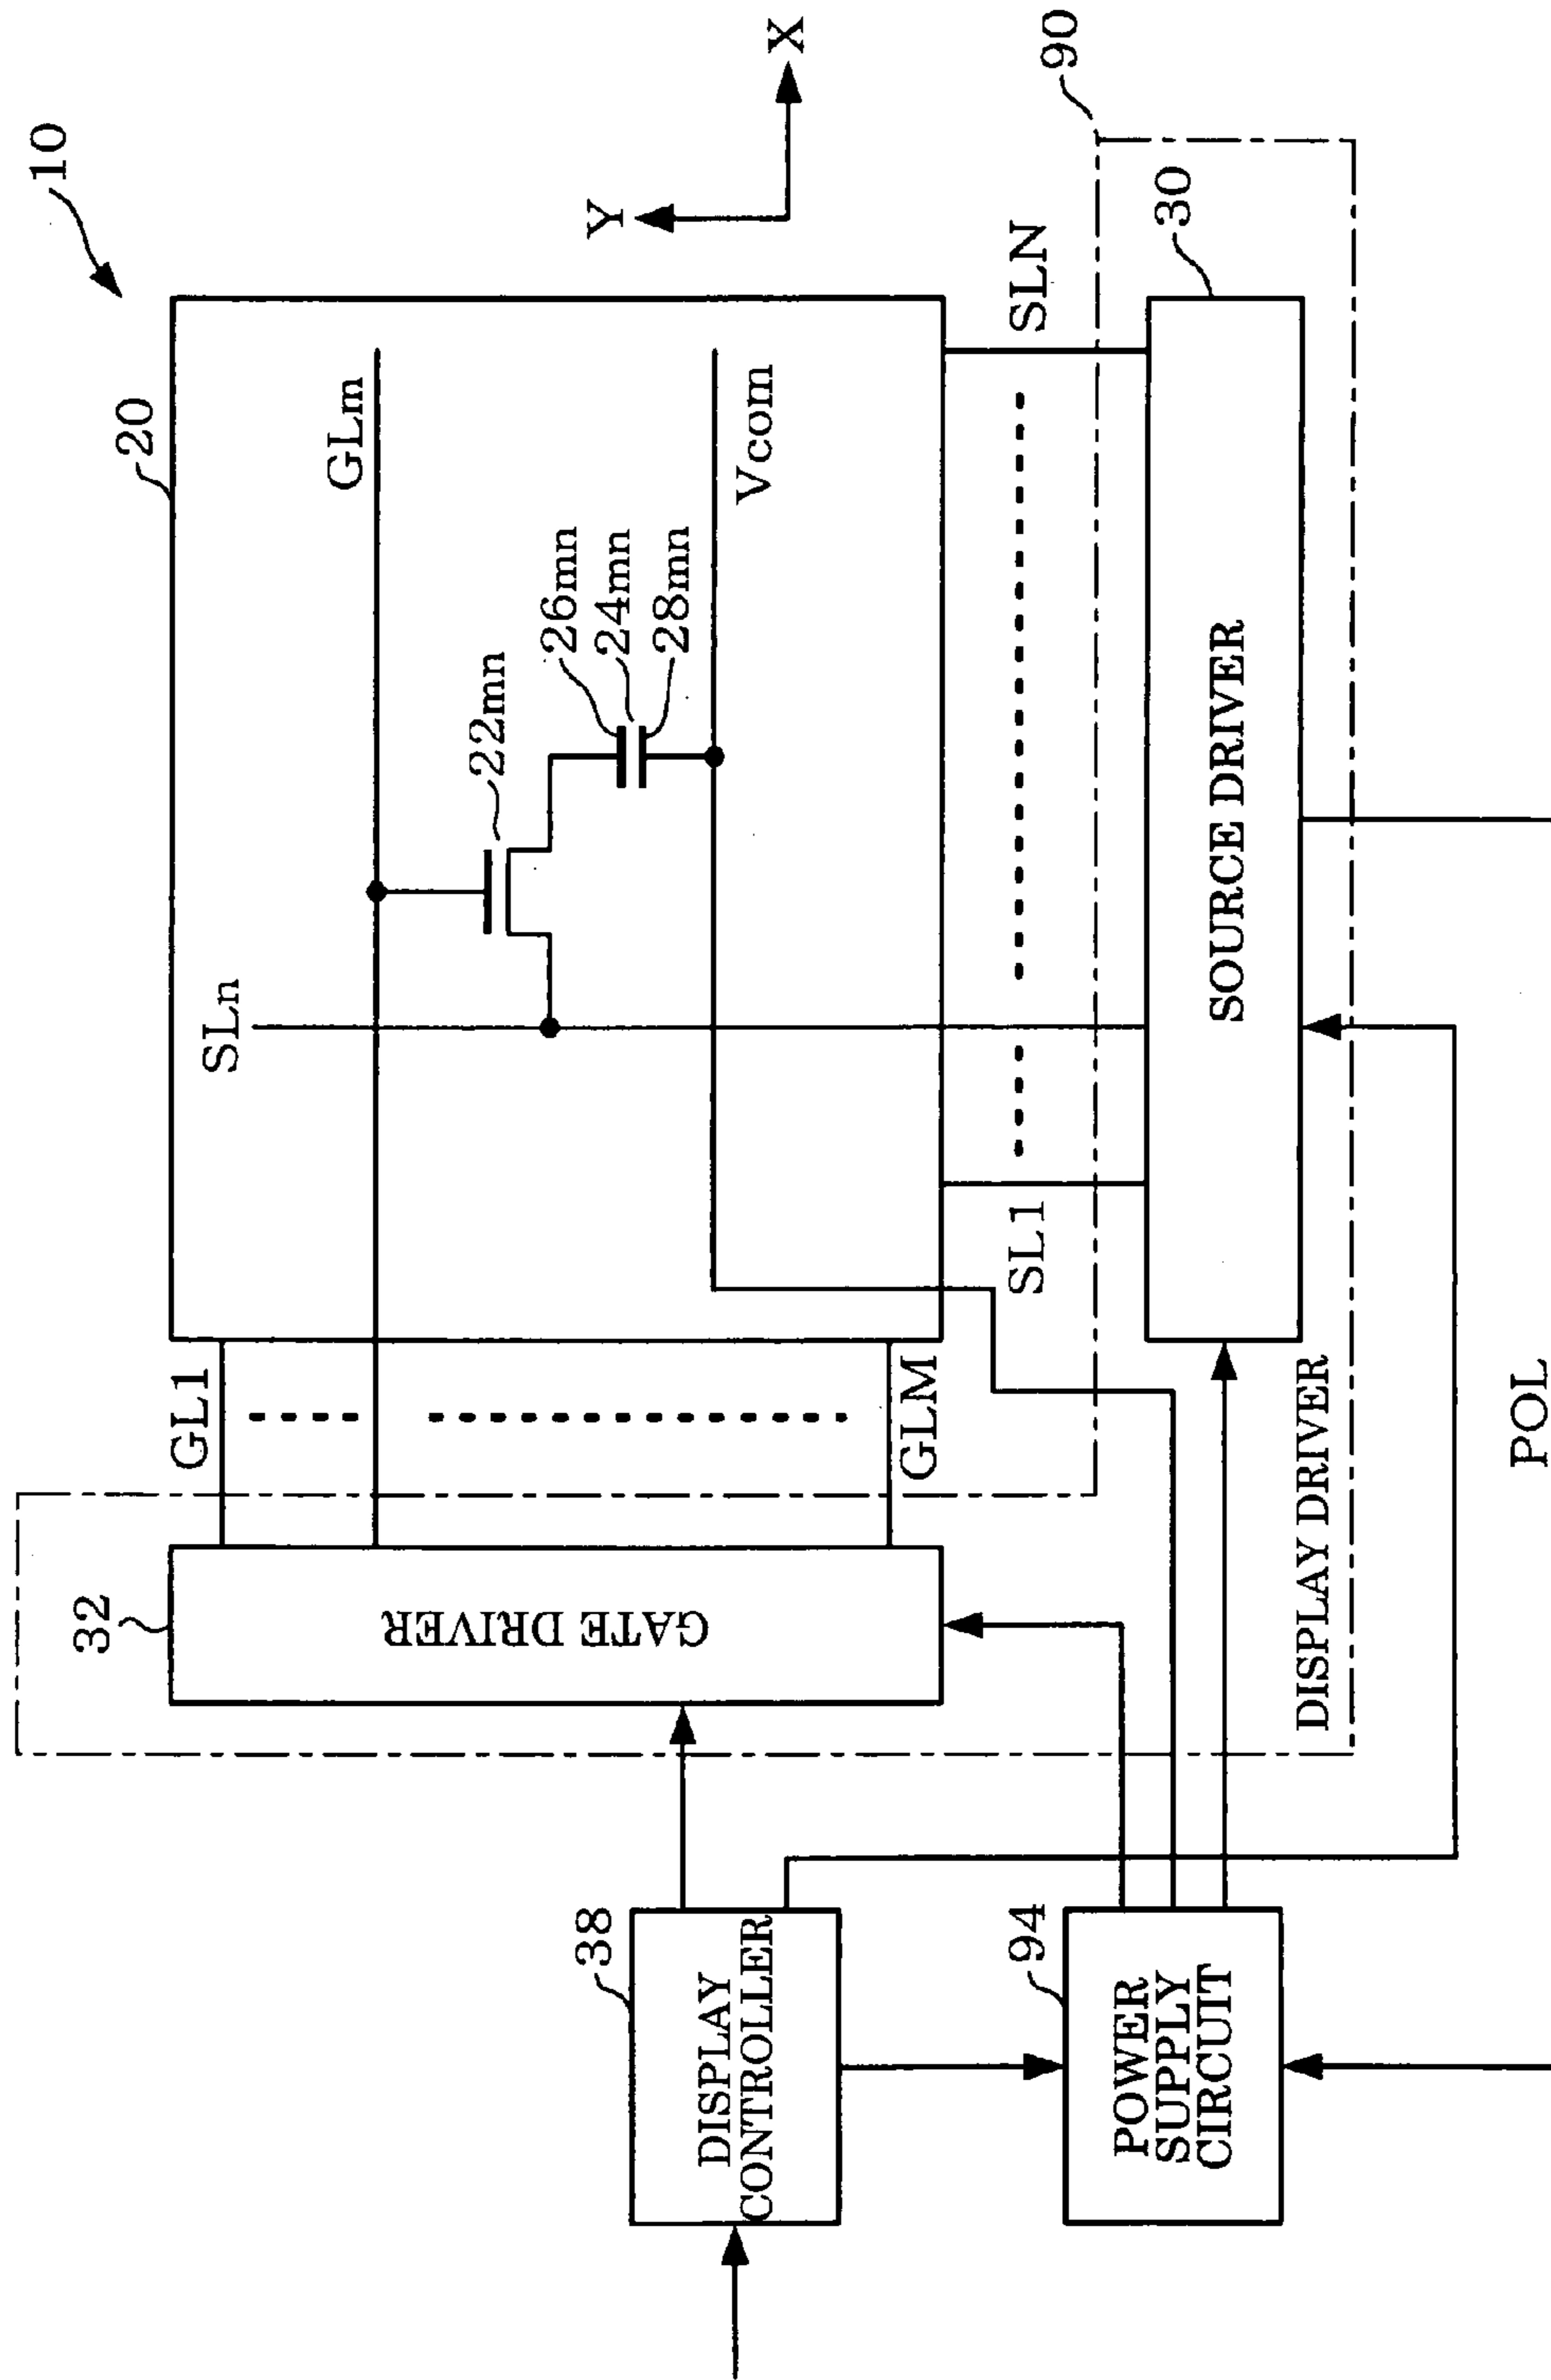 10
20
SLn
GLm
22mn
26mn
24mn
28mn
Vcom
Y
X
32
GATE DRIVER
GL1
GLM
SL1
SLN
90
30
SOURCE DRIVER
DISPLAY DRIVER
38
DISPLAY
CONTROLLER
94
POWER
SUPPLY
CIRCUIT
POL